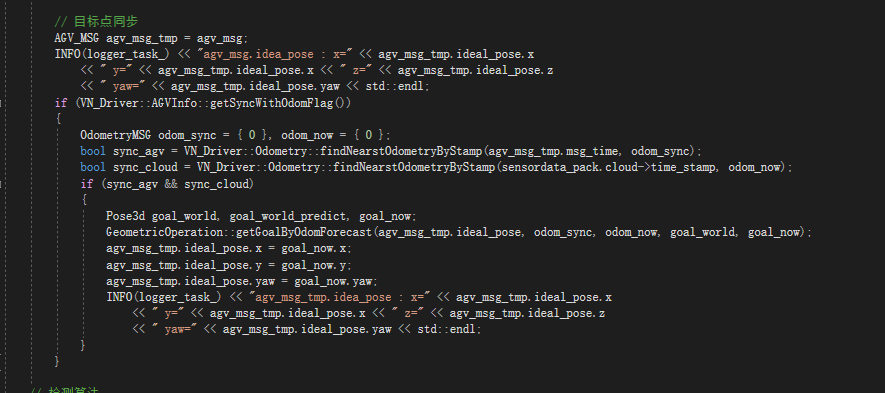 // 目标点同步
AGV_MSG agv_msg_tmp = agv_msg;
INFO(logger_task_) << "agv_msg.idea_pose : x=" << agv_msg_tmp.ideal_pose.x
<< " y=" << agv_msg_tmp.ideal_pose.x << " z=" << agv_msg_tmp.ideal_pose.z
<< " yaw=" << agv_msg_tmp.ideal_pose.yaw << std::endl;
if (VN_Driver::AGVInfo::getSyncWithOdomFlag())
{
OdometryMSG odom_sync = { 0 }, odom_now = { 0 };
bool sync_agv = VN_Driver::Odometry::findNearstOdometryByStamp(agv_msg_tmp.msg_time, odom_sync);
bool sync_cloud = VN_Driver::Odometry::findNearstOdometryByStamp(sensordata_pack.cloud->time_stamp, odom_now);
if (sync_agv && sync_cloud)
{
Pose3d goal_world, goal_world_predict, goal_now;
GeometricOperation::getGoalByOdomForecast(agv_msg_tmp.ideal_pose, odom_sync, odom_now, goal_world, goal_now);
agv_msg_tmp.ideal_pose.x = goal_now.x;
agv_msg_tmp.ideal_pose.y = goal_now.y;
agv_msg_tmp.ideal_pose.yaw = goal_now.yaw;
INFO(logger_task_) << "agv_msg_tmp.idea_pose : x=" << agv_msg_tmp.ideal_pose.x
<< " y=" << agv_msg_tmp.ideal_pose.x << " z=" << agv_msg_tmp.ideal_pose.z
<< " yaw=" << agv_msg_tmp.ideal_pose.yaw << std::endl;
}
}
// 检测算法